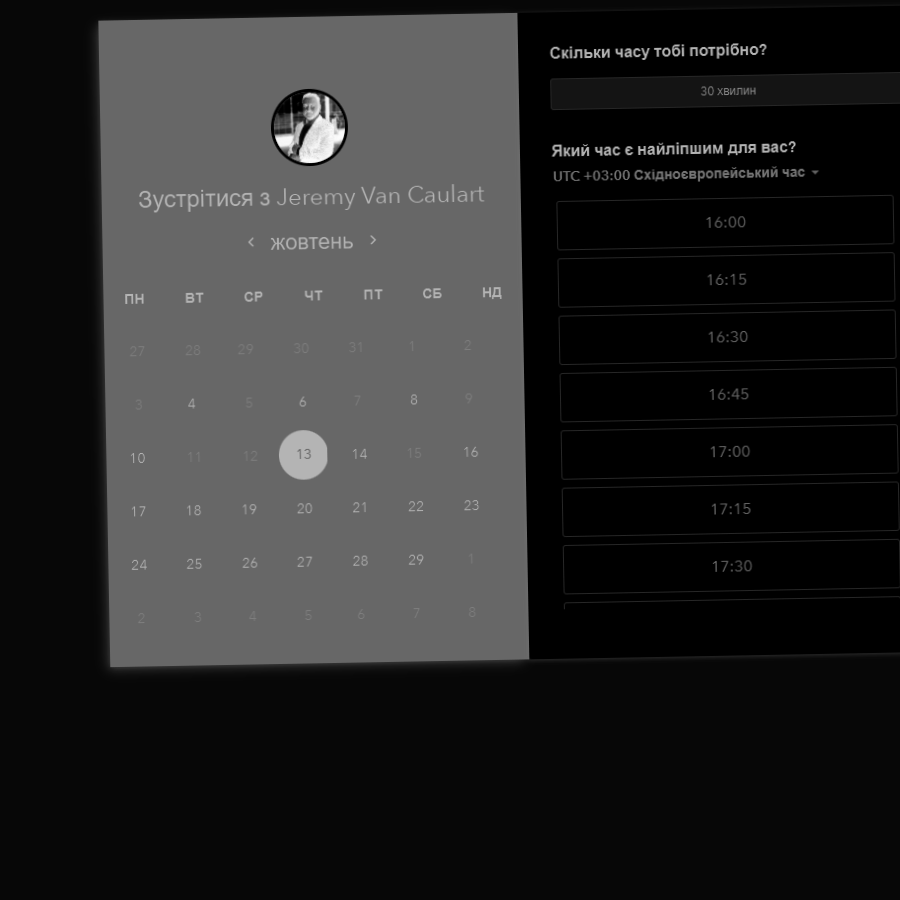 Зустрітися з Jeremy Van Caulart
жовтень
ПН ВТ СР ЧТ ПТ СБ НД
27 28 29 30 31 1 2
3 4 5 6 7 8 9
10 11 12 13 14 15 16
17 18 19 20 21 22 23
24 25 26 27 28 29 1
2 3 4 5 6 7 8
Скільки часу тобі потрібно?
30 хвилин
Який час є найліпшим для вас?
UTC +03:00 Східноєвропейський час
16:00
16:15
16:30
16:45
17:00
17:15
17:30